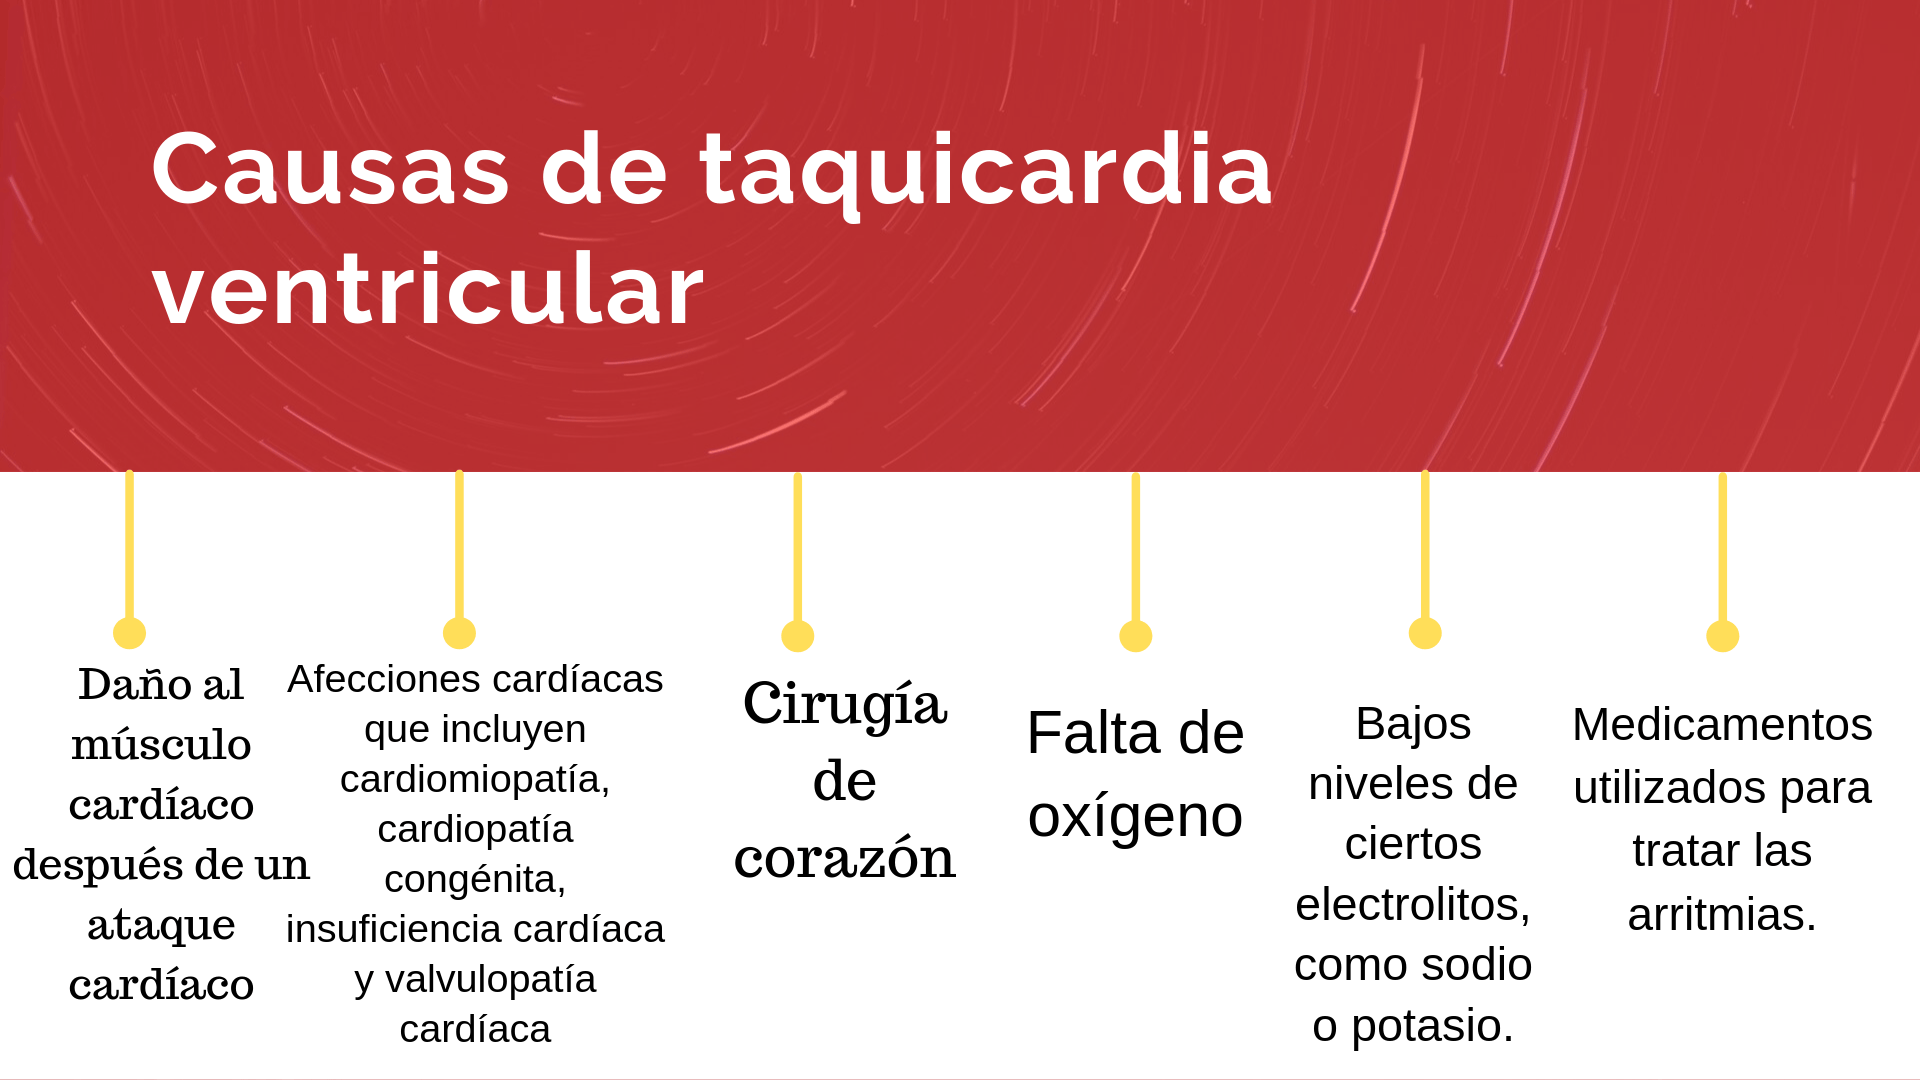 Causas de taquicardia
ventricular
Daño al
músculo
cardíaco
después de un
ataque
cardíaco
Afecciones cardíacas
que incluyen
cardiomiopatía,
cardiopatía
congénita,
insuficiencia cardíaca
y valvulopatía
cardíaca
Cirugía
de
corazón
Falta de
oxígeno
Bajos
niveles de
ciertos
electrolitos,
como sodio
o potasio.
Medicamentos
utilizados para
tratar las
arritmias.